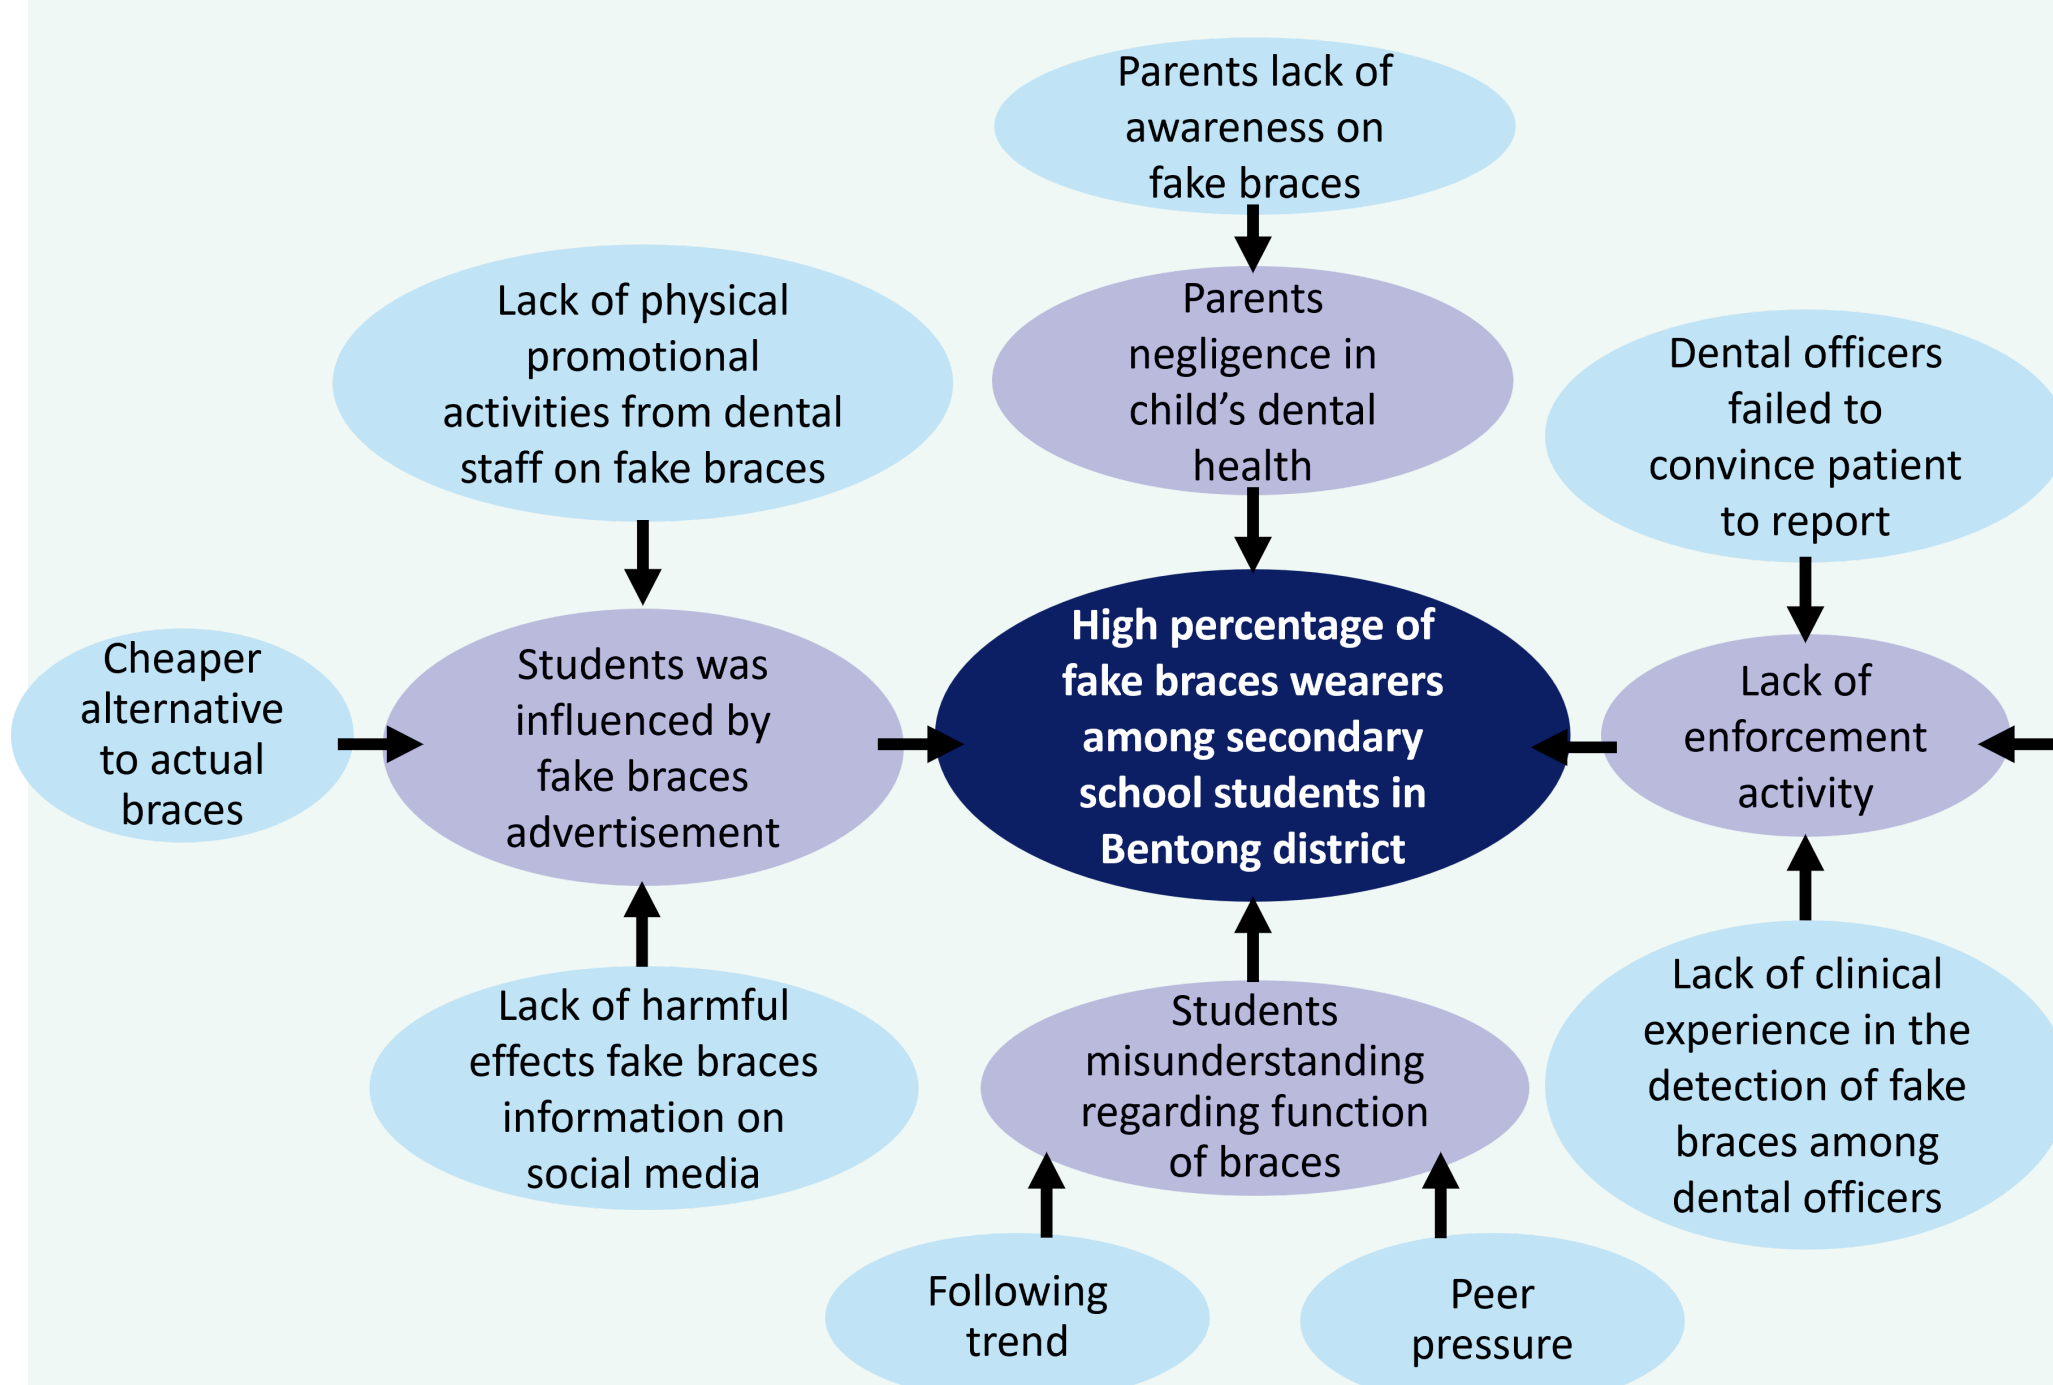 Parents lack of
awareness on
fake braces
Lack of physical
promotional
activities from dental
staff on fake braces
Parents
negligence in
child’s dental
health
Dental officers
failed to
convince patient
to report
Cheaper
alternative
to actual
braces
Students was
influenced by
fake braces
advertisement
High percentage of
fake braces wearers
among secondary
school students in
Bentong district
Lack of
enforcement
activity
Lack of harmful
effects fake braces
information on
social media
Students
misunderstanding
regarding function
of braces
Lack of clinical
experience in the
detection of fake
braces among
dental officers
Following
trend
Peer
pressure